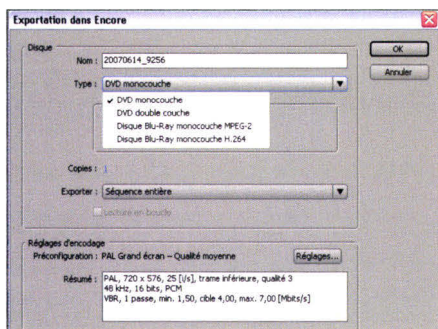 Exportation dans Encore
Disque
Nom : 20070614_9256
OK
Annuler
Type : DVD monocouche
✓ DVD monocouche
DVD double couche
Disque Blu-Ray monocouche MPEG-2
Disque Blu-Ray monocouche H.264
Copies : 1
Exporter : Séquence entière
Lecture en boucle
Réglages d'encodage
Préconfiguration : PAL Grand écran – Qualité moyenne
Réglages...
Résumé : PAL, 720 x 576, 25 [i/s], trame inférieure, qualité 3
48 kHz, 16 bits, PCM
VBR, 1 passe, min. 1,50, cible 4,00, max. 7,00 [Mbits/s]